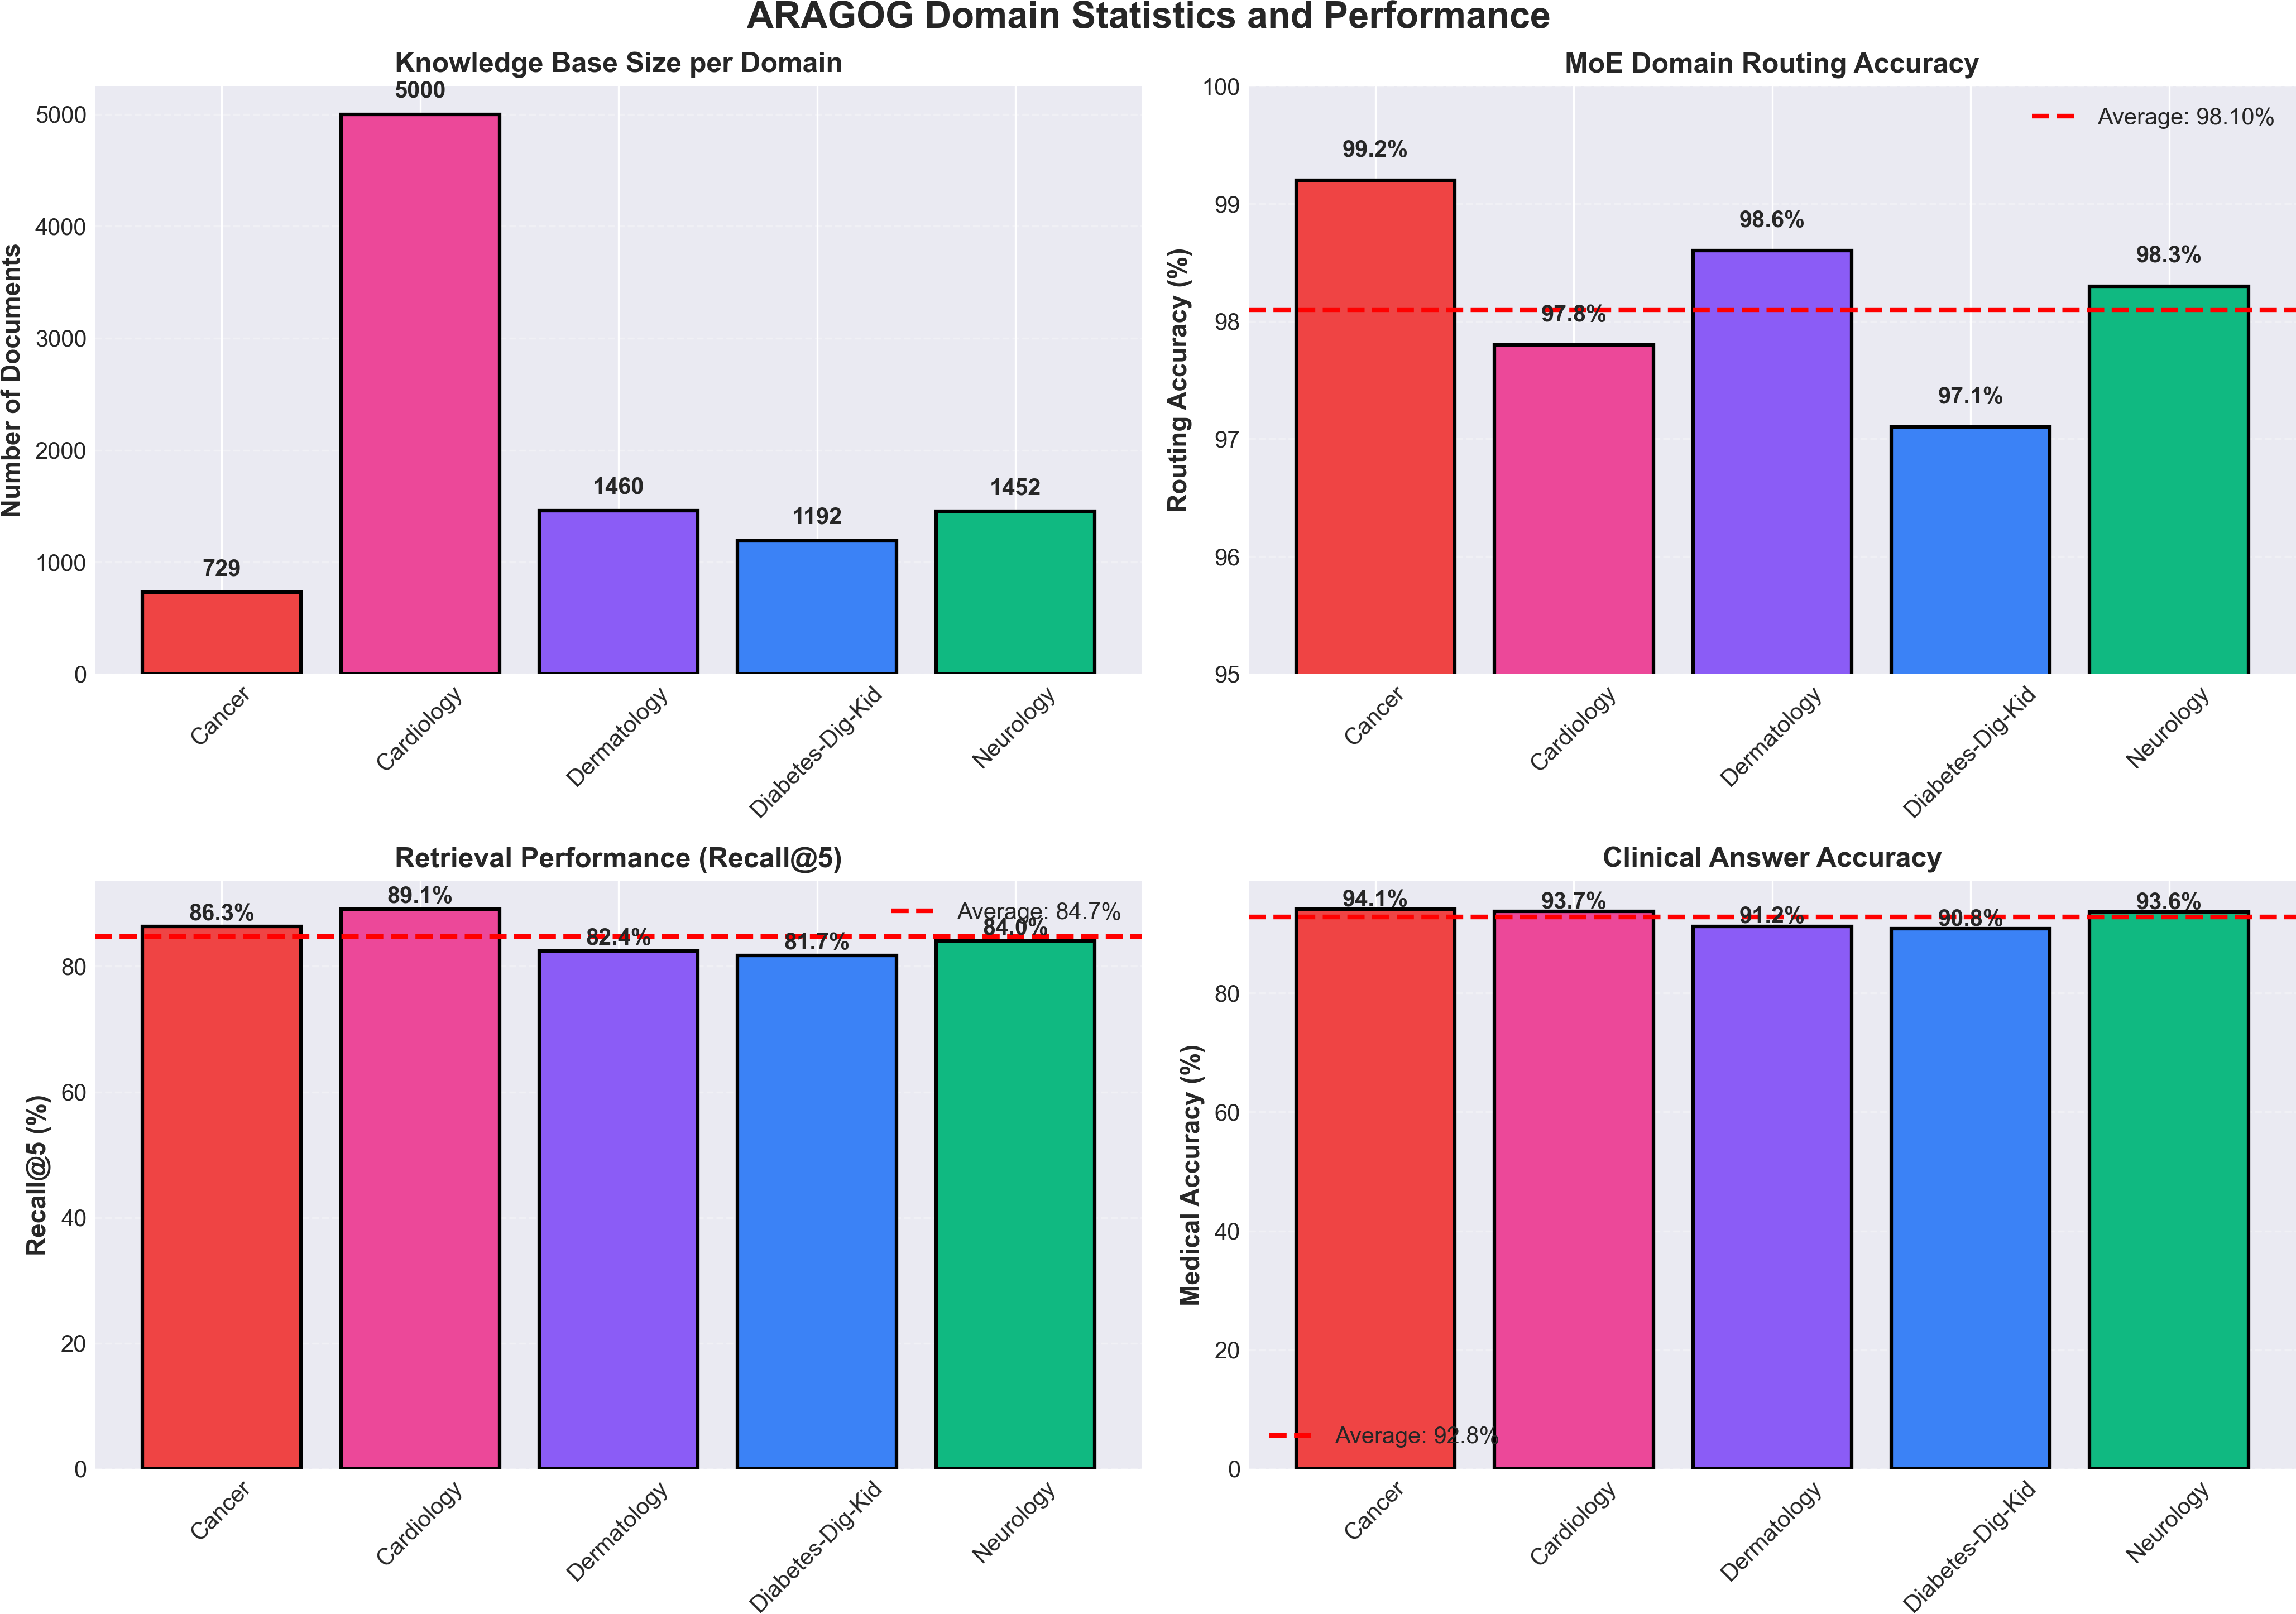 ARAGOG Domain Statistics and Performance
Knowledge Base Size per Domain
Number of Documents
5000
4000
3000
2000
1000
0
729
5000
1460
1192
1452
Cancer
Cardiology
Dermatology
Diabetes-Dig-Kid
Neurology
MoE Domain Routing Accuracy
Routing Accuracy (%)
100
99
98
97
96
95
Average: 98.10%
99.2%
97.8%
98.6%
97.1%
98.3%
Cancer
Cardiology
Dermatology
Diabetes-Dig-Kid
Neurology
Retrieval Performance (Recall@5)
Recall@5 (%)
80
60
40
20
0
Average: 84.7%
86.3%
89.1%
82.4%
81.7%
84.0%
Cancer
Cardiology
Dermatology
Diabetes-Dig-Kid
Neurology
Clinical Answer Accuracy
Medical Accuracy (%)
80
60
40
20
0
94.1%
93.7%
91.2%
90.8%
93.6%
Average: 92.8%
Cancer
Cardiology
Dermatology
Diabetes-Dig-Kid
Neurology